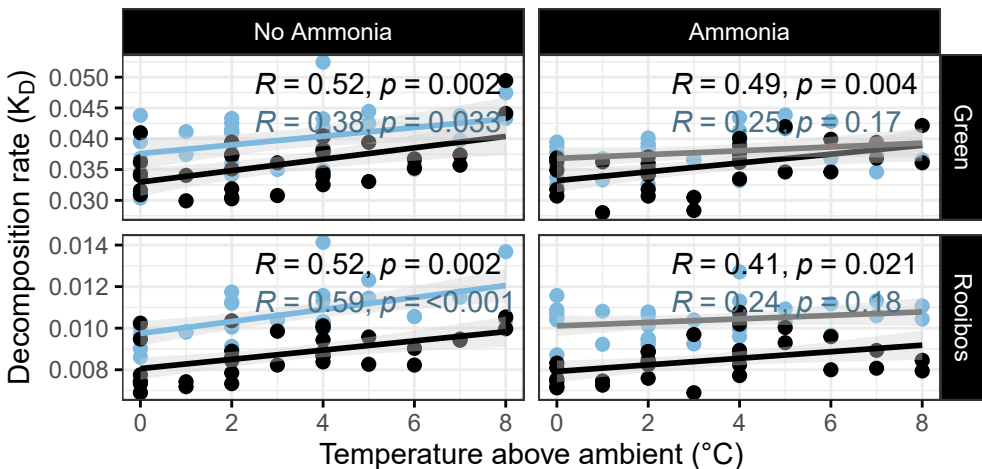 No Ammonia
Ammonia
Decomposition rate (K_D)
0.050
0.045
0.040
0.035
0.030
R = 0.52, p = 0.002
R = 0.38, p = 0.033
R = 0.49, p = 0.004
R = 0.25, p = 0.17
Green
0.014
0.012
0.010
0.008
R = 0.52, p = 0.002
R = 0.59, p = <0.001
R = 0.41, p = 0.021
R = 0.24, p = 0.18
Rooibos
0 2 4 6 8
0 2 4 6 8
Temperature above ambient (°C)